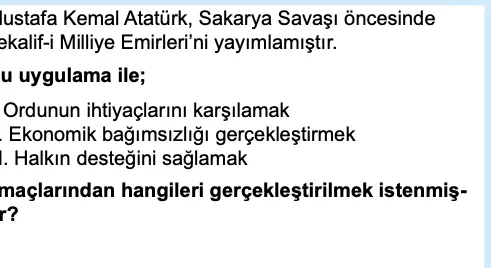 ustafa Kemal Atatürk, Sakarya Savaşı öncesinde
ekalif-i Milliye Emirleri’ni yayımlamıştır.
u uygulama ile;
Ordunun ihtiyaçlarını karşılamak
. Ekonomik bağımsızlığı gerçekleştirmek
I. Halkın desteğini sağlamak
maçlarından hangileri gerçekleştirilmek istenmiş-
r?